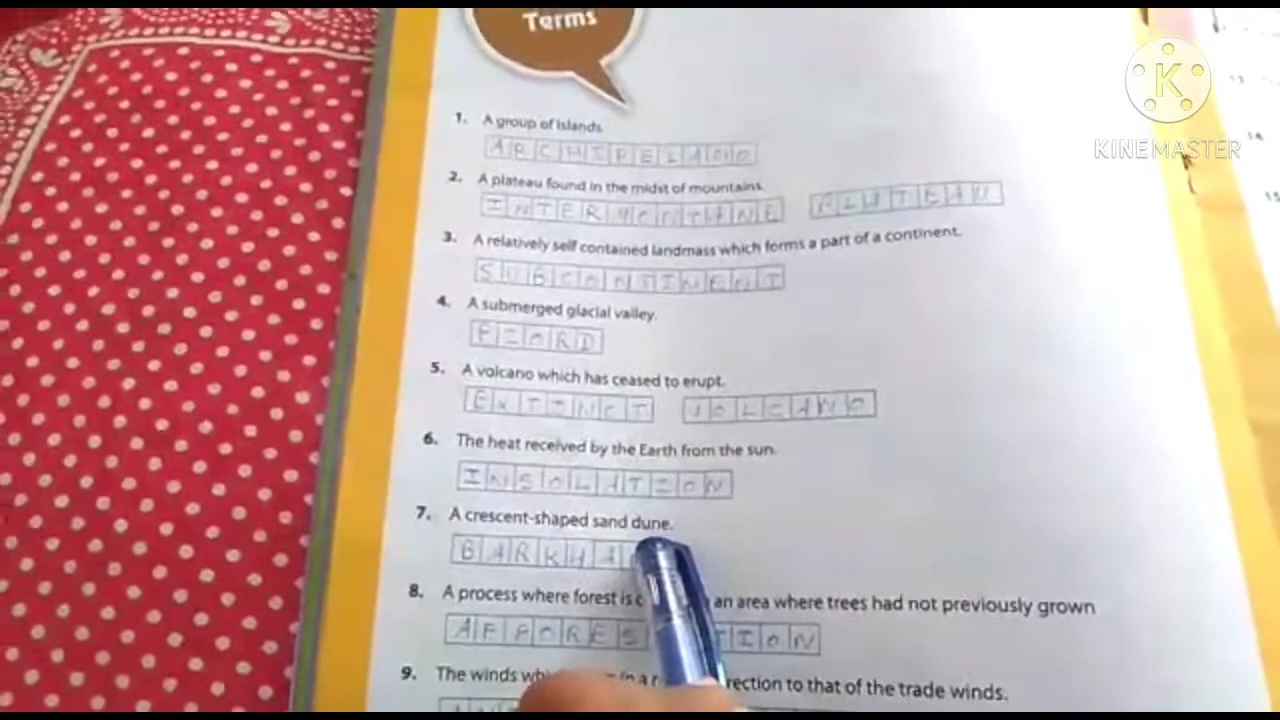 Terms
1. A group of islands.
ARCHIPELAGO
2. A plateau found in the midst of mountains.
INTERMONTANE PLATEAU
3. A relatively self contained landmass which forms a part of a continent.
SUBCONTINENT
4. A submerged glacial valley.
FIORD
5. A volcano which has ceased to erupt.
EXTINCT VOLCANO
6. The heat received by the Earth from the sun.
INSOLATION
7. A crescent-shaped sand dune.
BARKHA
8. A process where forest is an area where trees had not previously grown
AFFORES TION
9. The winds in a direction to that of the trade winds.
K
KINEMASTER